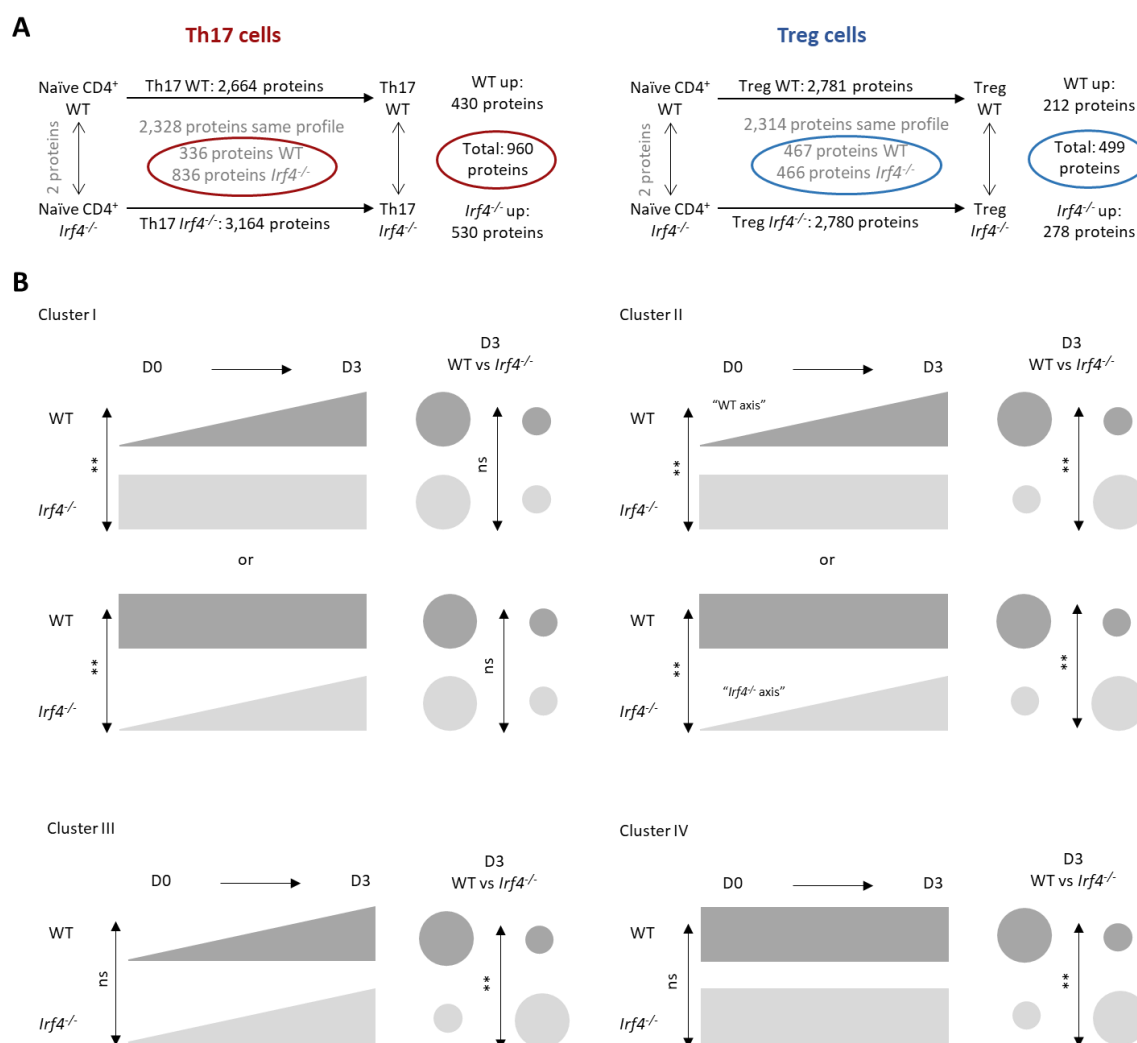 A
Th17 cells
Treg cells
Naïve CD4⁺
WT
Th17 WT: 2,664 proteins
Th17
WT
WT up:
430 proteins
2 proteins
2,328 proteins same profile
336 proteins WT
836 proteins Irf4⁻/⁻
Total: 960
proteins
Naïve CD4⁺
Irf4⁻/⁻
Th17 Irf4⁻/⁻: 3,164 proteins
Th17
Irf4⁻/⁻
Irf4⁻/⁻ up:
530 proteins
Naïve CD4⁺
WT
Treg WT: 2,781 proteins
Treg
WT
WT up:
212 proteins
2 proteins
2,314 proteins same profile
467 proteins WT
466 proteins Irf4⁻/⁻
Total: 499
proteins
Naïve CD4⁺
Irf4⁻/⁻
Treg Irf4⁻/⁻: 2,780 proteins
Treg
Irf4⁻/⁻
Irf4⁻/⁻ up:
278 proteins
B
Cluster I
D0
D3
D3
WT vs Irf4⁻/⁻
WT
**
ns
Irf4⁻/⁻
or
WT
**
ns
Irf4⁻/⁻
Cluster II
D0
D3
D3
WT vs Irf4⁻/⁻
WT
"WT axis"
**
**
Irf4⁻/⁻
or
WT
**
**
"Irf4⁻/⁻ axis"
Irf4⁻/⁻
Cluster III
D0
D3
D3
WT vs Irf4⁻/⁻
WT
ns
**
Irf4⁻/⁻
Cluster IV
D0
D3
D3
WT vs Irf4⁻/⁻
WT
ns
**
Irf4⁻/⁻